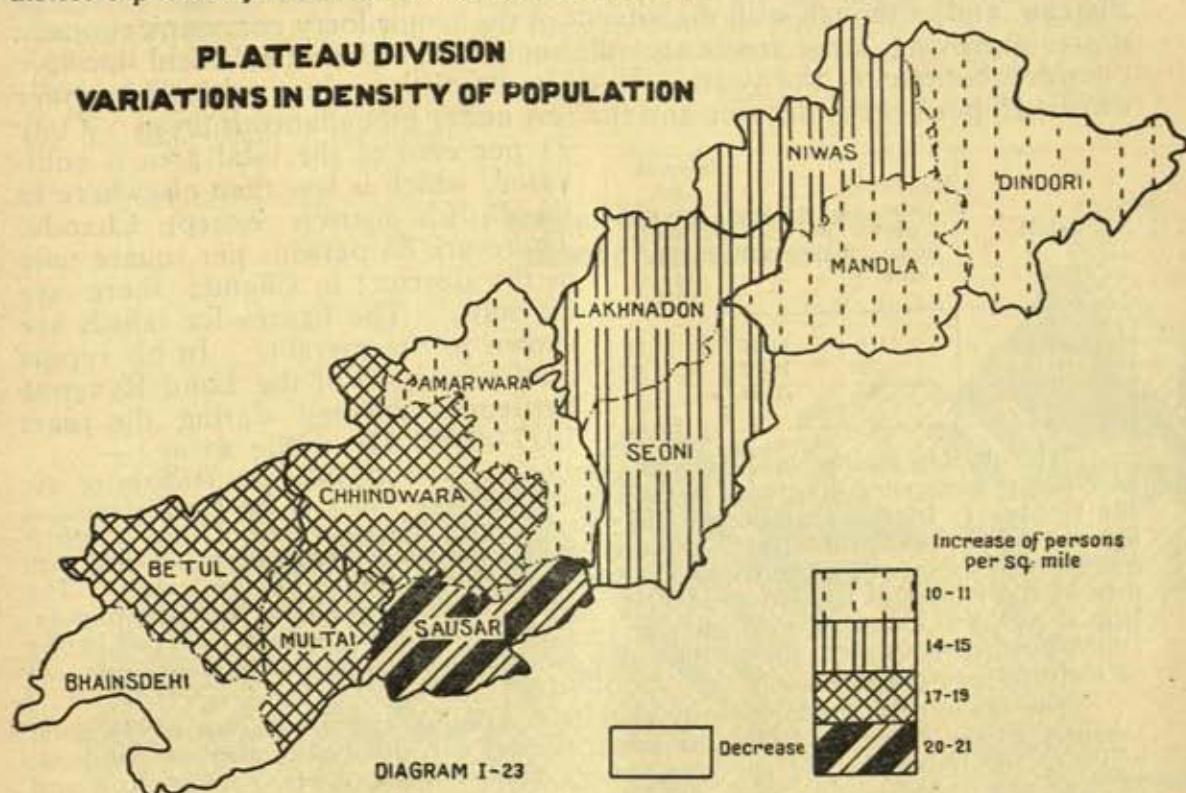 PLATEAU DIVISION
VARIATIONS IN DENSITY OF POPULATION
NIWAS
DINDORI
MANDLA
LAKHNADON
AMARWARA
SEONI
CHHINDWARA
BETUL
MULTAI
SAUSAR
BHAINSDEHI
Increase of persons
per sq. mile
10-11
14-15
17-19
20-21
Decrease
DIAGRAM I-23